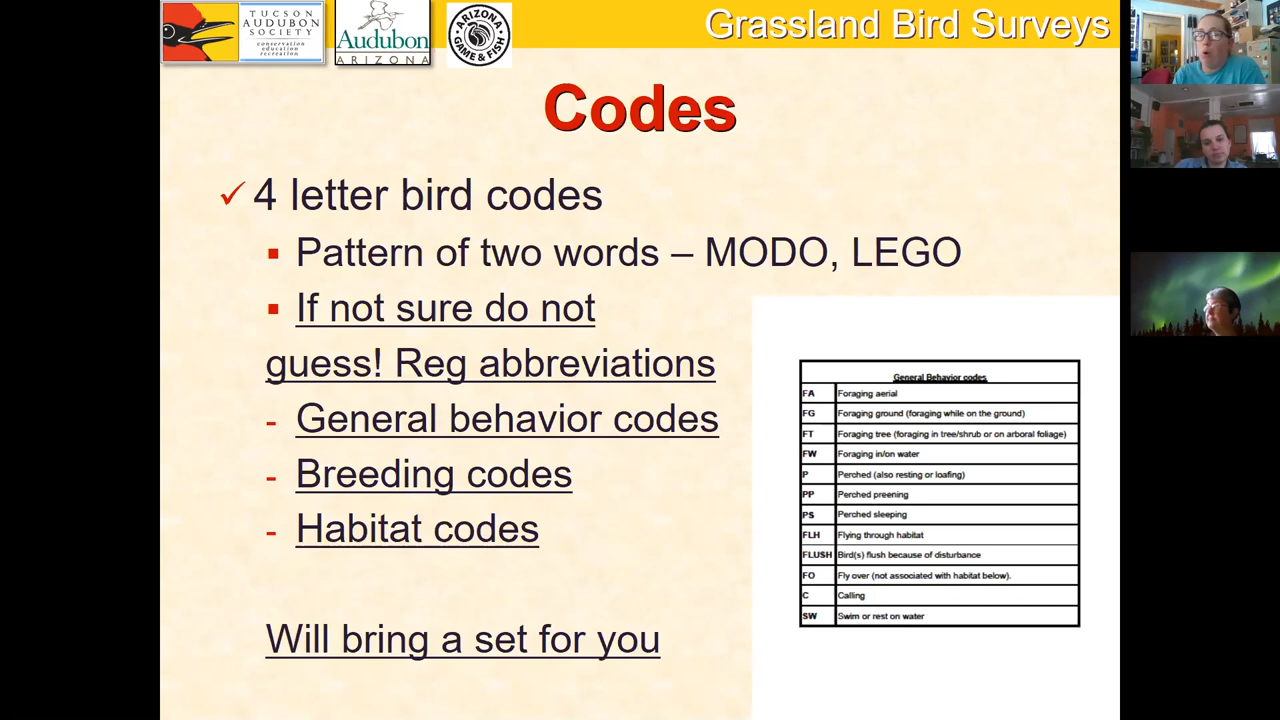 TUCSON
AUDUBON
SOCIETY
conservation
education
recreation
Audubon
ARIZONA
ARIZONA
GAME & FISH
Grassland Bird Surveys
Codes
4 letter bird codes
Pattern of two words – MODO, LEGO
If not sure do not
guess! Reg abbreviations
- General behavior codes
- Breeding codes
- Habitat codes
Will bring a set for you
General Behavior codes
FA Foraging aerial
FG Foraging ground (foraging while on the ground)
FT Foraging tree (foraging in tree/shrub or on arboral foliage)
FW Foraging in/on water
P Perched (also resting or loafing)
PP Perched preening
PS Perched sleeping
FLH Flying through habitat
FLUSH Bird(s) flush because of disturbance
FO Fly over (not associated with habitat below).
C Calling
SW Swim or rest on water